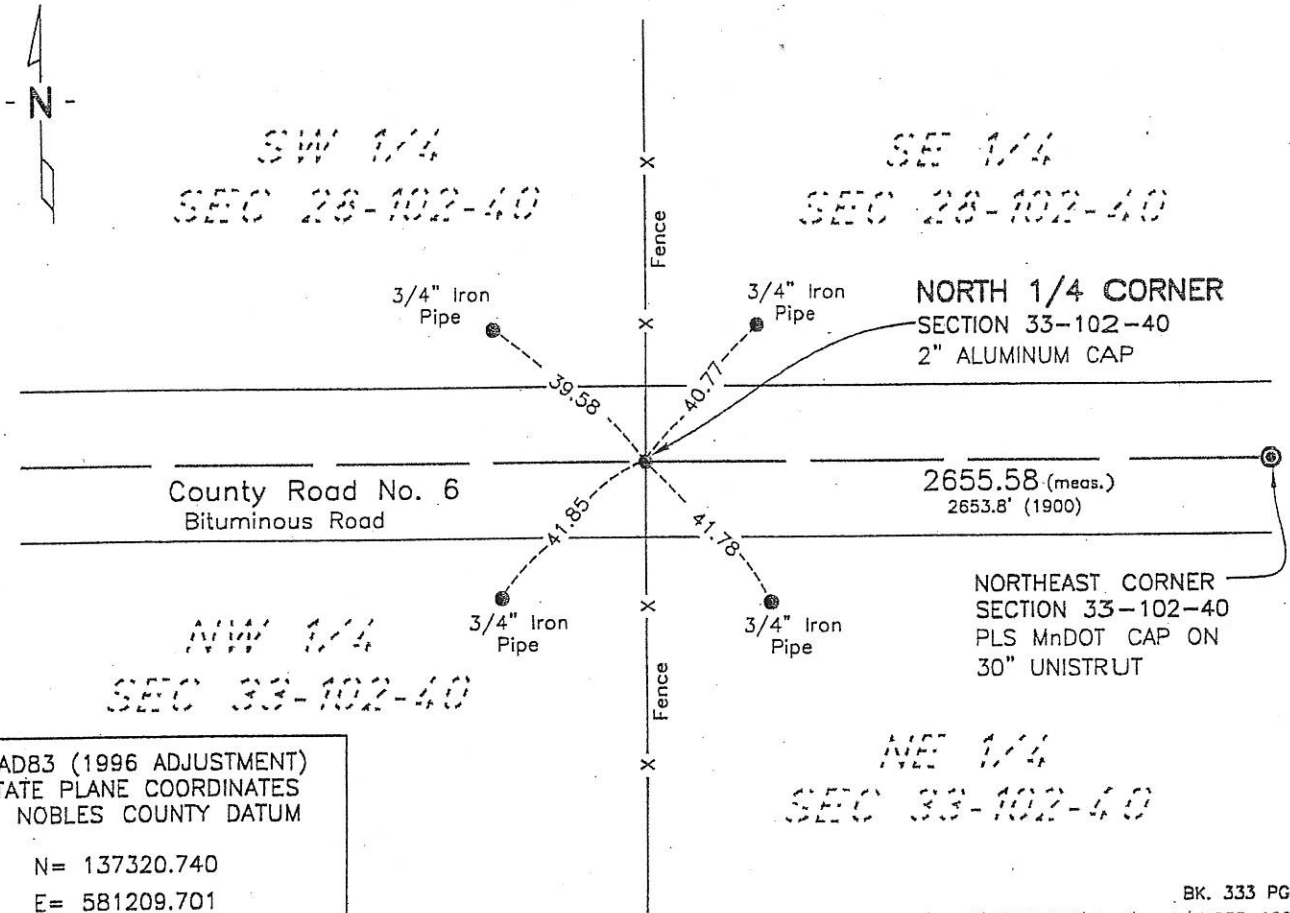 - N -
SW 1/4
SEC 28-102-40
SE 1/4
SEC 28-102-40
Fence
3/4" Iron
Pipe
3/4" Iron
Pipe
NORTH 1/4 CORNER
SECTION 33-102-40
2" ALUMINUM CAP
39.58
40.77
County Road No. 6
Bituminous Road
2655.58 (meas.)
2653.8' (1900)
41.85
41.78
NORTHEAST CORNER
SECTION 33-102-40
PLS MnDOT CAP ON
30" UNISTRUT
3/4" Iron
Pipe
3/4" Iron
Pipe
NW 1/4
SEC 33-102-40
Fence
NE 1/4
SEC 33-102-40
AD83 (1996 ADJUSTMENT)
TATE PLANE COORDINATES
NOBLES COUNTY DATUM
N= 137320.740
E= 581209.701
BK. 333 PG